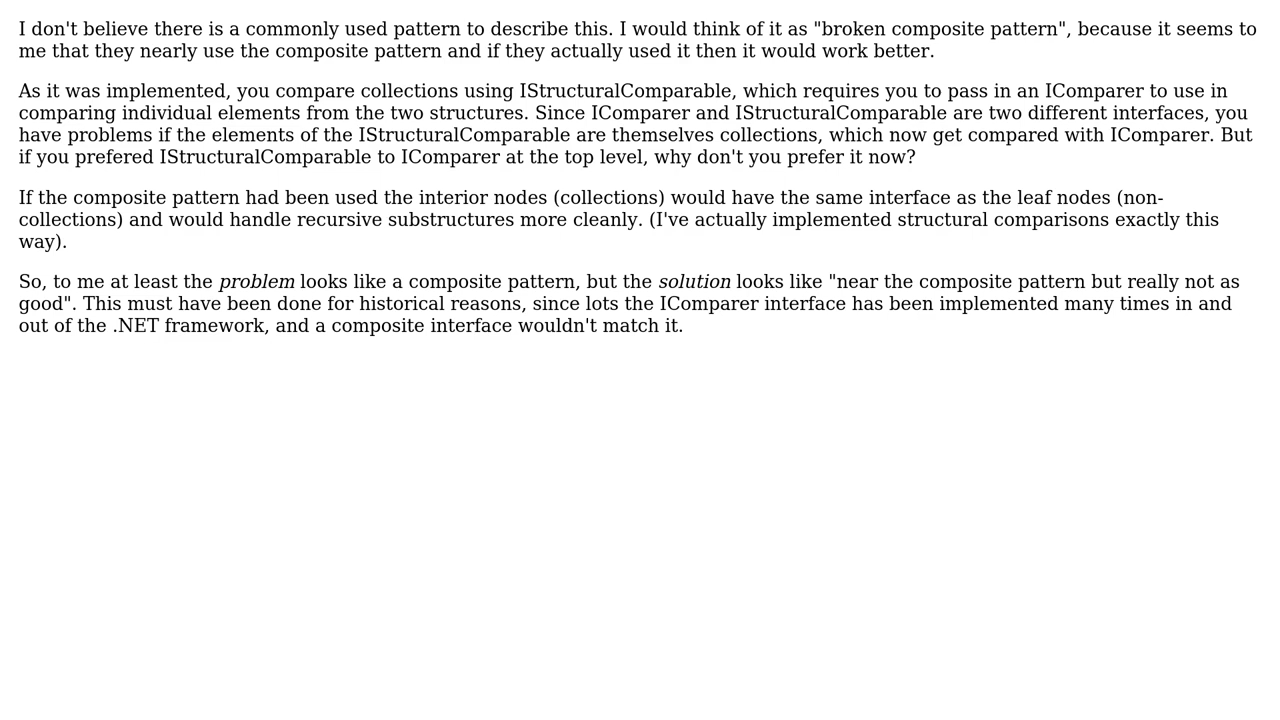 I don't believe there is a commonly used pattern to describe this. I would think of it as "broken composite pattern", because it seems to
me that they nearly use the composite pattern and if they actually used it then it would work better.
As it was implemented, you compare collections using IStructuralComparable, which requires you to pass in an IComparer to use in
comparing individual elements from the two structures. Since IComparer and IStructuralComparable are two different interfaces, you
have problems if the elements of the IStructuralComparable are themselves collections, which now get compared with IComparer. But
if you prefered IStructuralComparable to IComparer at the top level, why don't you prefer it now?
If the composite pattern had been used the interior nodes (collections) would have the same interface as the leaf nodes (non-
collections) and would handle recursive substructures more cleanly. (I've actually implemented structural comparisons exactly this
way).
So, to me at least the problem looks like a composite pattern, but the solution looks like "near the composite pattern but really not as
good". This must have been done for historical reasons, since lots the IComparer interface has been implemented many times in and
out of the .NET framework, and a composite interface wouldn't match it.